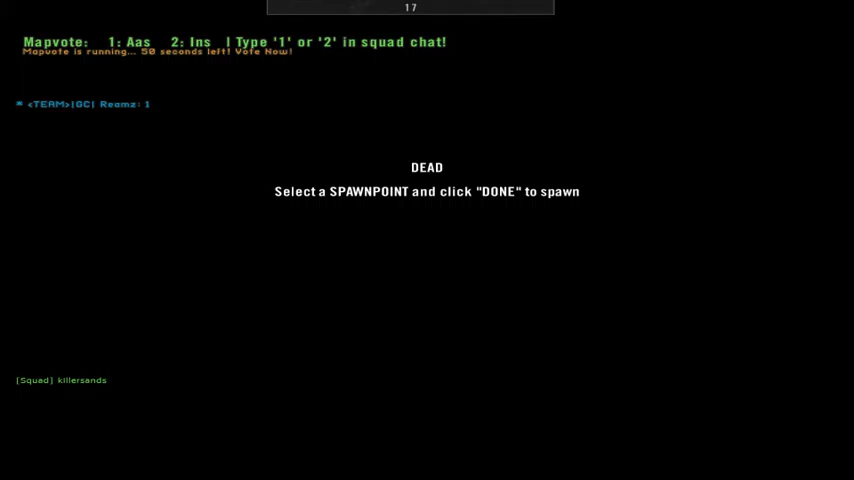 17
Mapvote: 1: Aas 2: Ins | Type '1' or '2' in squad chat!
Mapvote is running... 50 seconds left! Vote Now!
* <TEAM>|GC| Reamz: 1
DEAD
Select a SPAWNPOINT and click "DONE" to spawn
[Squad] killersands